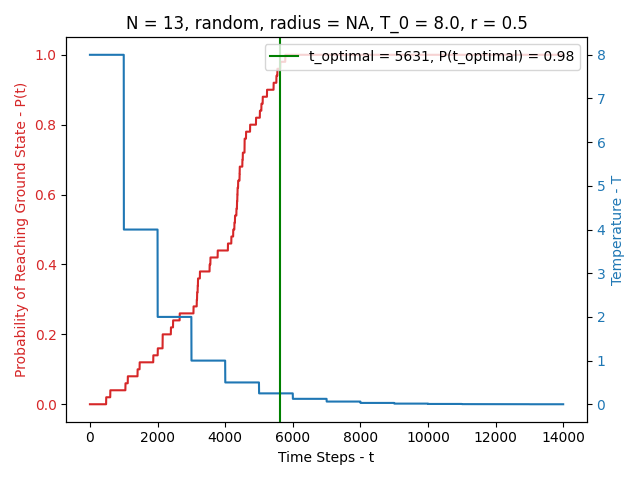 N = 13, random, radius = NA, T_0 = 8.0, r = 0.5
t_optimal = 5631, P(t_optimal) = 0.98
Probability of Reaching Ground State - P(t)
1.0
0.8
0.6
0.4
0.2
0.0
8
7
6
5
4
3
2
1
0
Temperature - T
0 2000 4000 6000 8000 10000 12000 14000
Time Steps - t